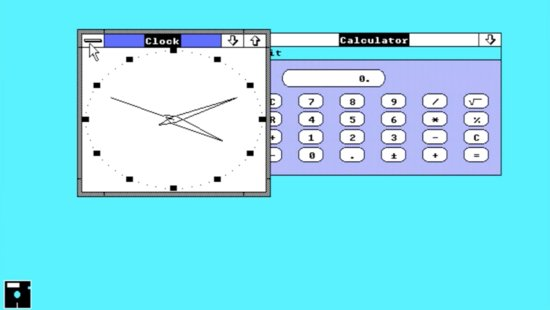 Clock
Calculator
it
0.
C 7 8 9 / √
R 4 5 6 * %
+ 1 2 3 - C
- 0 . ± + =